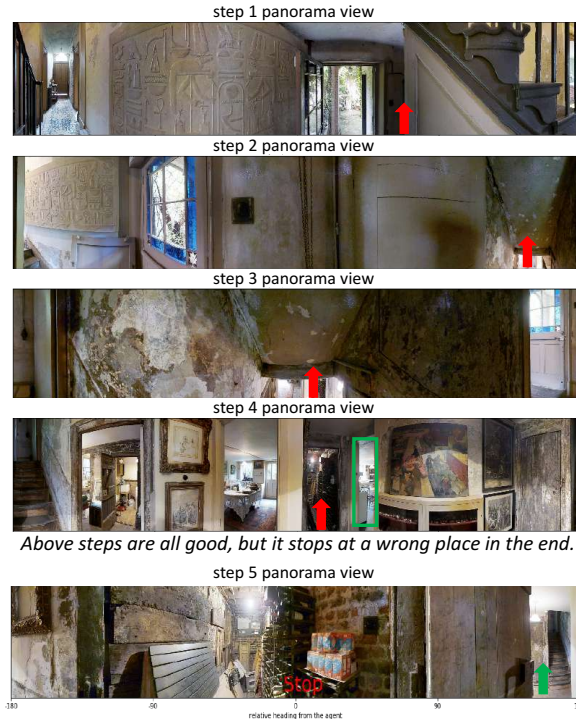 step 1 panorama view
step 2 panorama view
step 3 panorama view
step 4 panorama view
Above steps are all good, but it stops at a wrong place in the end.
step 5 panorama view
Stop
-180 -90 0 90
relative heading from the agent